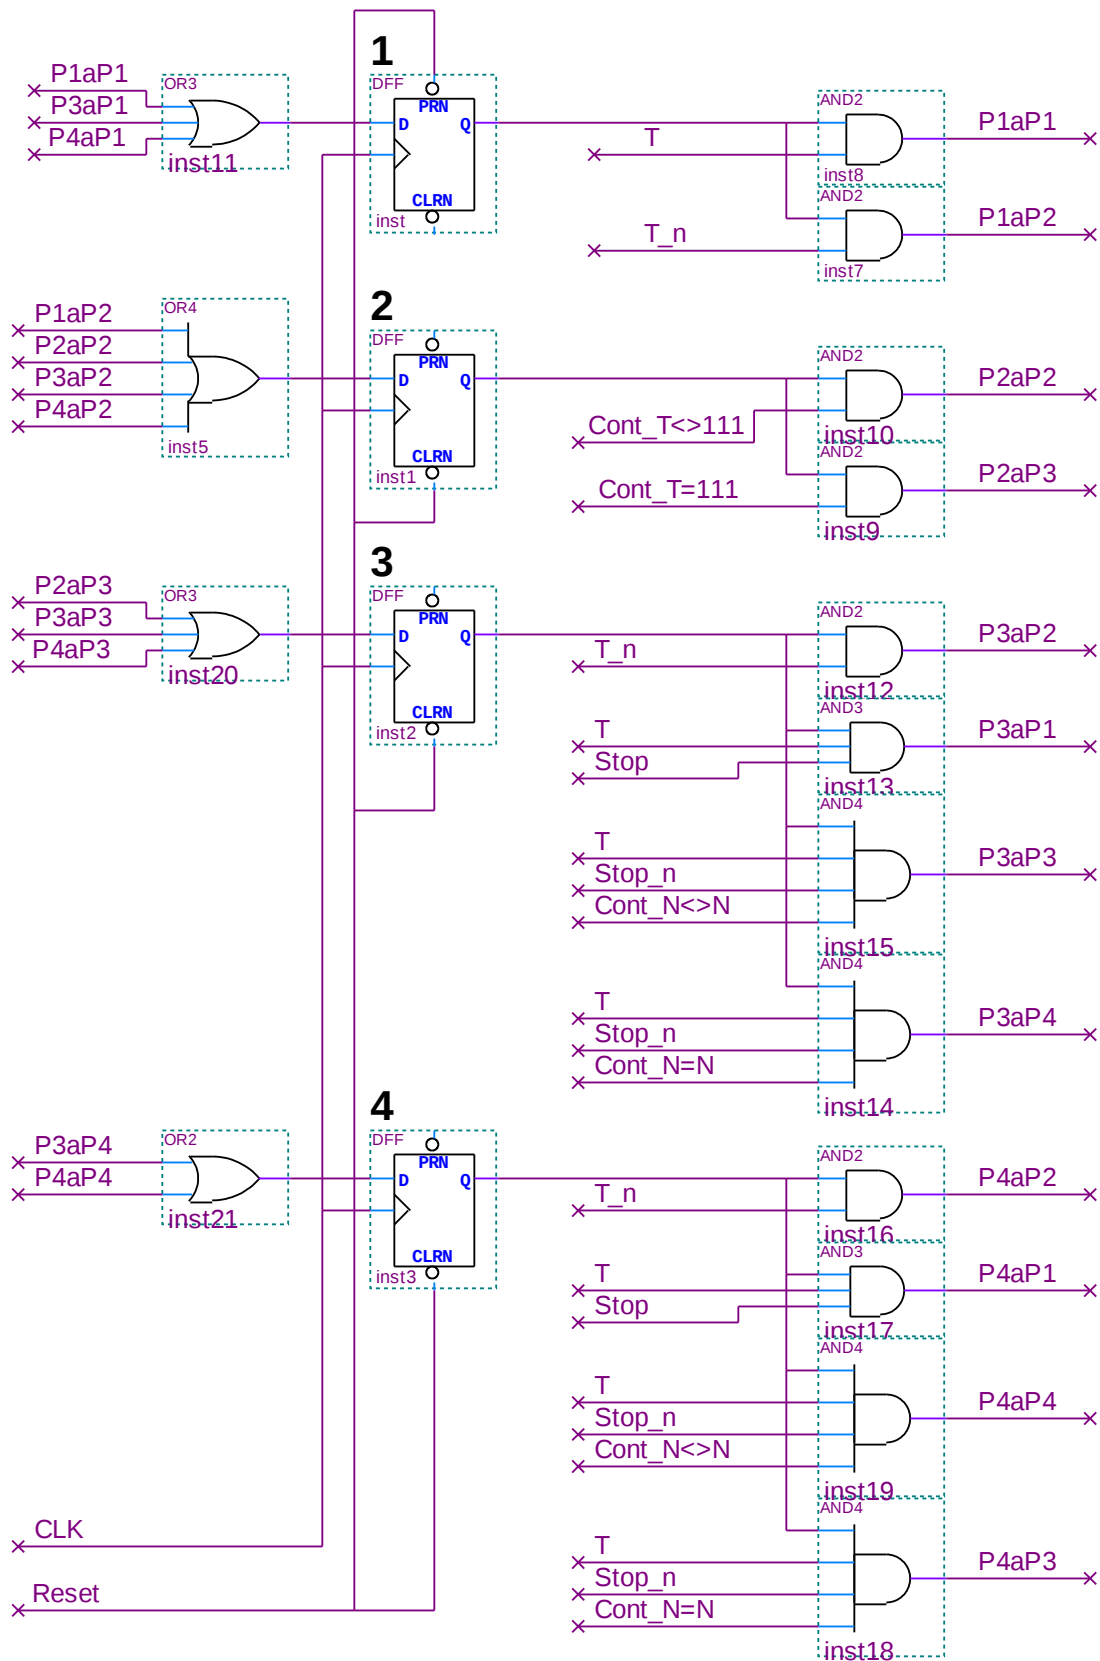 1
P1aP1
P3aP1
P4aP1
OR3
inst11
DFF
PRN
D
Q
CLRN
inst
T
T_n
AND2
inst8
P1aP1
AND2
inst7
P1aP2
2
P1aP2
P2aP2
P3aP2
P4aP2
OR4
inst5
DFF
PRN
D
Q
CLRN
inst1
Cont_T<>111
Cont_T=111
AND2
inst10
P2aP2
AND2
inst9
P2aP3
3
P2aP3
P3aP3
P4aP3
OR3
inst20
DFF
PRN
D
Q
CLRN
inst2
T_n
AND2
inst12
P3aP2
T
Stop
AND3
inst13
P3aP1
T
Stop_n
Cont_N<>N
AND4
inst15
P3aP3
T
Stop_n
Cont_N=N
AND4
inst14
P3aP4
4
P3aP4
P4aP4
OR2
inst21
DFF
PRN
D
Q
CLRN
inst3
T_n
AND2
inst16
P4aP2
T
Stop
AND3
inst17
P4aP1
T
Stop_n
Cont_N<>N
AND4
inst19
P4aP4
T
Stop_n
Cont_N=N
AND4
inst18
P4aP3
CLK
Reset